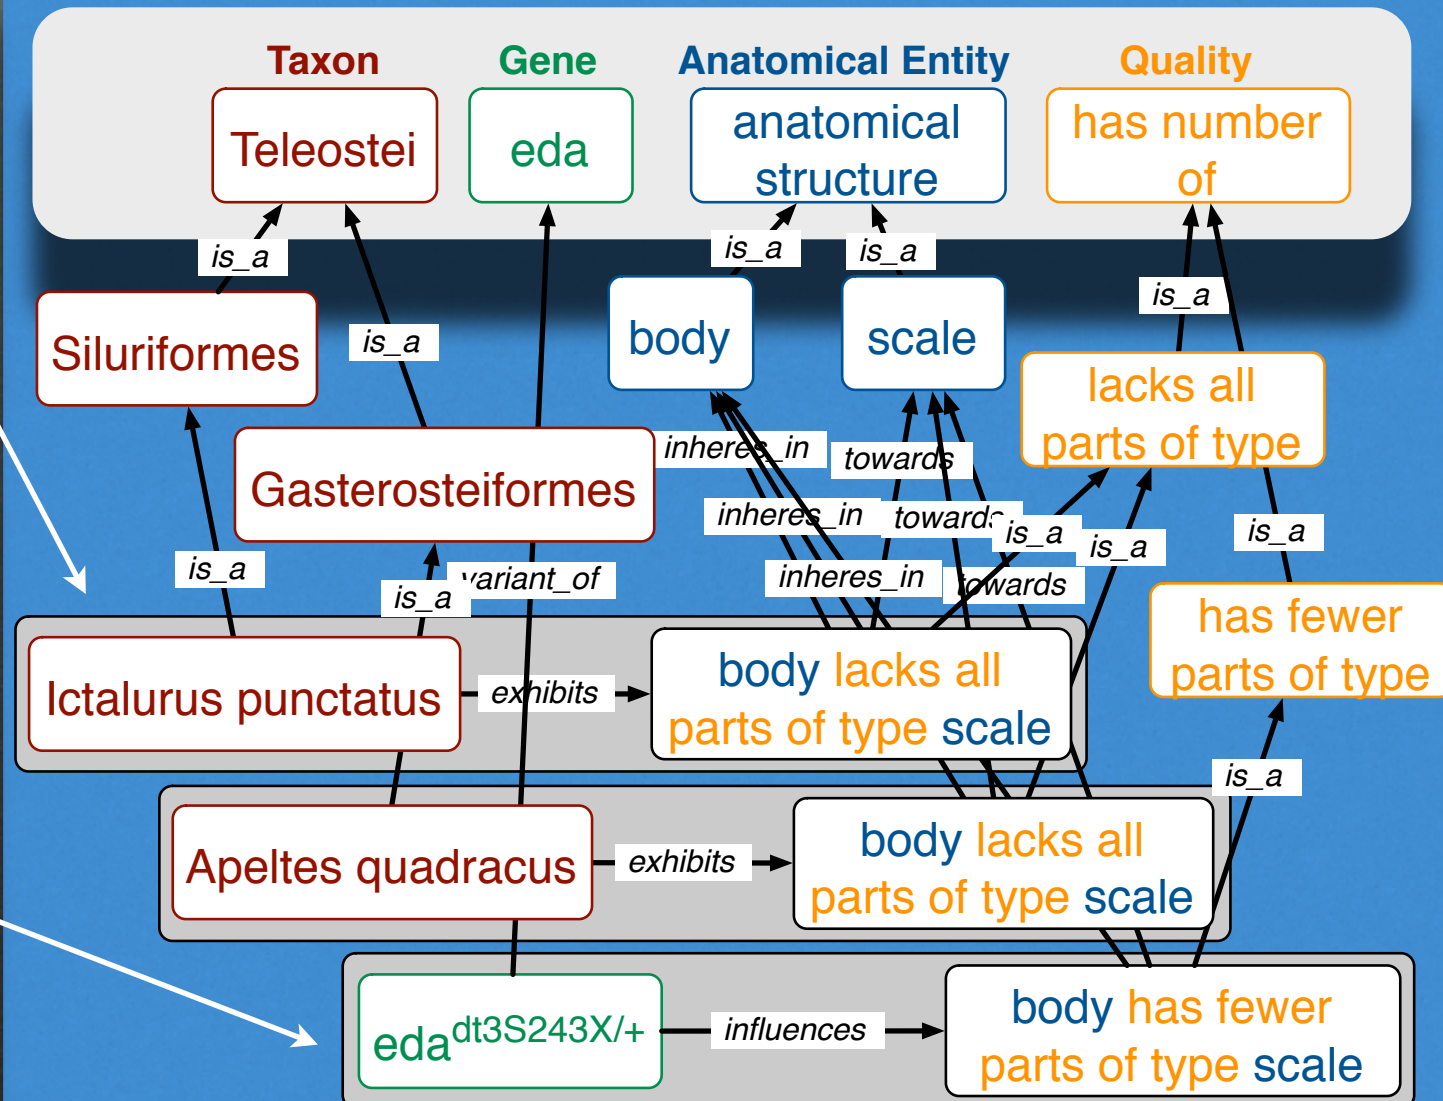 Taxon
Gene
Anatomical Entity
Quality
Teleostei
eda
anatomical
structure
has number
of
is_a
is_a
is_a
Siluriformes
is_a
body
scale
is_a
lacks all
parts of type
Gasterosteiformes
inheres_in
towards
inheres_in
towards
is_a
is_a
is_a
is_a
is_a
variant_of
inheres_in
towards
has fewer
parts of type
Ictalurus punctatus
exhibits
body lacks all
parts of type scale
is_a
Apeltes quadracus
exhibits
body lacks all
parts of type scale
eda dt3S243X/+
influences
body has fewer
parts of type scale